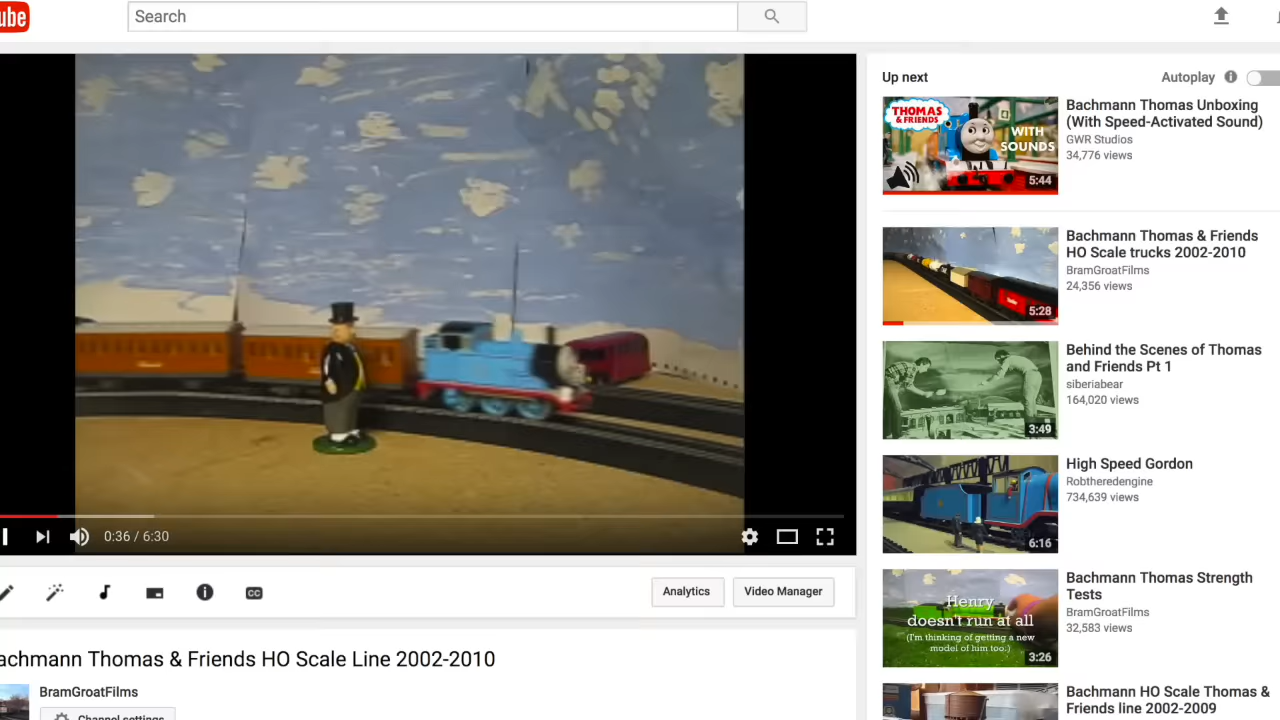 ube
Search
Up next
Autoplay
THOMAS
& FRIENDS
WITH
SOUNDS
5:44
Bachmann Thomas Unboxing
(With Speed-Activated Sound)
GWR Studios
34,776 views
5:28
Bachmann Thomas & Friends
HO Scale trucks 2002-2010
BramGroatFilms
24,356 views
3:49
Behind the Scenes of Thomas
and Friends Pt 1
siberiabear
164,020 views
6:16
High Speed Gordon
Robtheredengine
734,639 views
Henry
doesn't run at all
(I'm thinking of getting a new
model of him too.)
3:26
Bachmann Thomas Strength
Tests
BramGroatFilms
32,583 views
Bachmann HO Scale Thomas &
Friends line 2002-2009
0:36 / 6:30
CC
Analytics
Video Manager
achmann Thomas & Friends HO Scale Line 2002-2010
BramGroatFilms
Channel settings